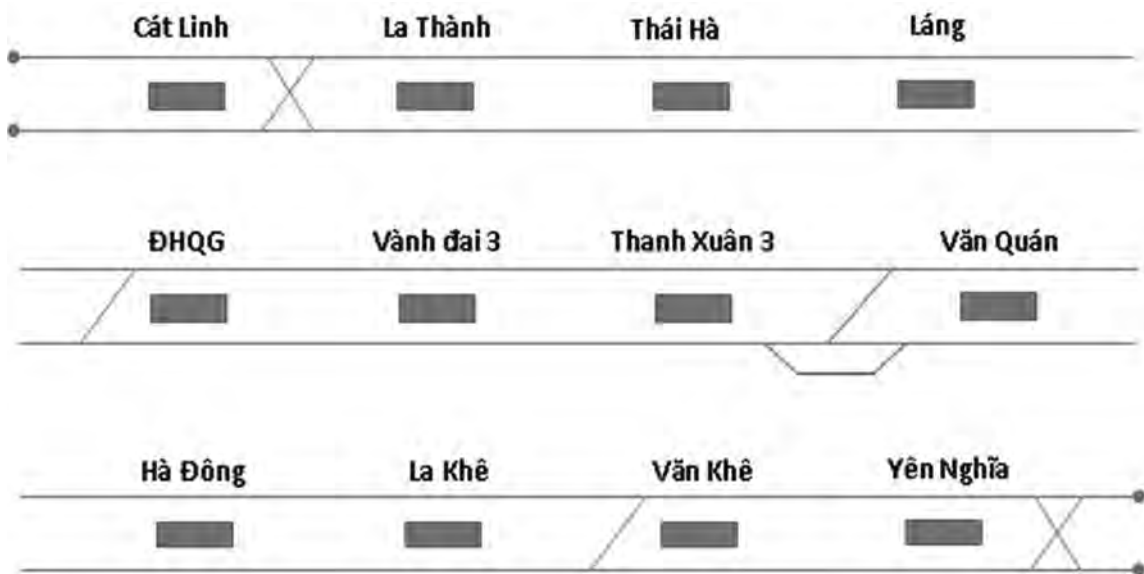 Cát Linh La Thành Thái Hà Láng
ĐHQG Vành đai 3 Thanh Xuân 3 Văn Quán
Hà Đông La Khê Văn Khê Yên Nghĩa